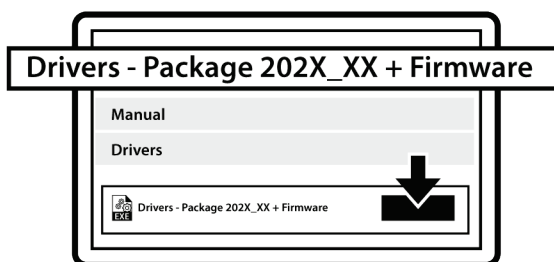 Drivers - Package 202X_XX + Firmware
Manual
Drivers
EXE Drivers - Package 202X_XX + Firmware